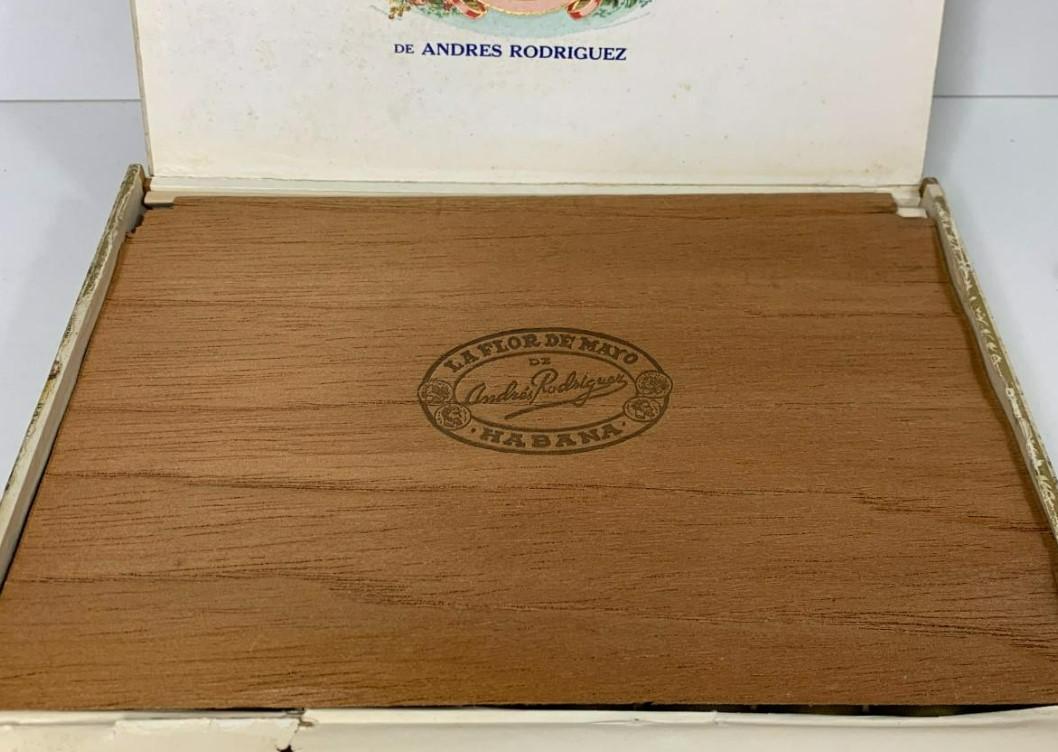 DE ANDRES RODRIGUEZ
LA FLOR DE MAYO
DE
Andrés Rodriguez
· HABANA ·